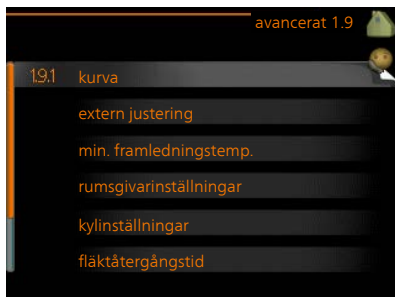 avancerat 1.9
1.9.1 kurva
extern justering
min. framledningstemp.
rumsgivarinställningar
kylinställningar
fläktåtergångstid